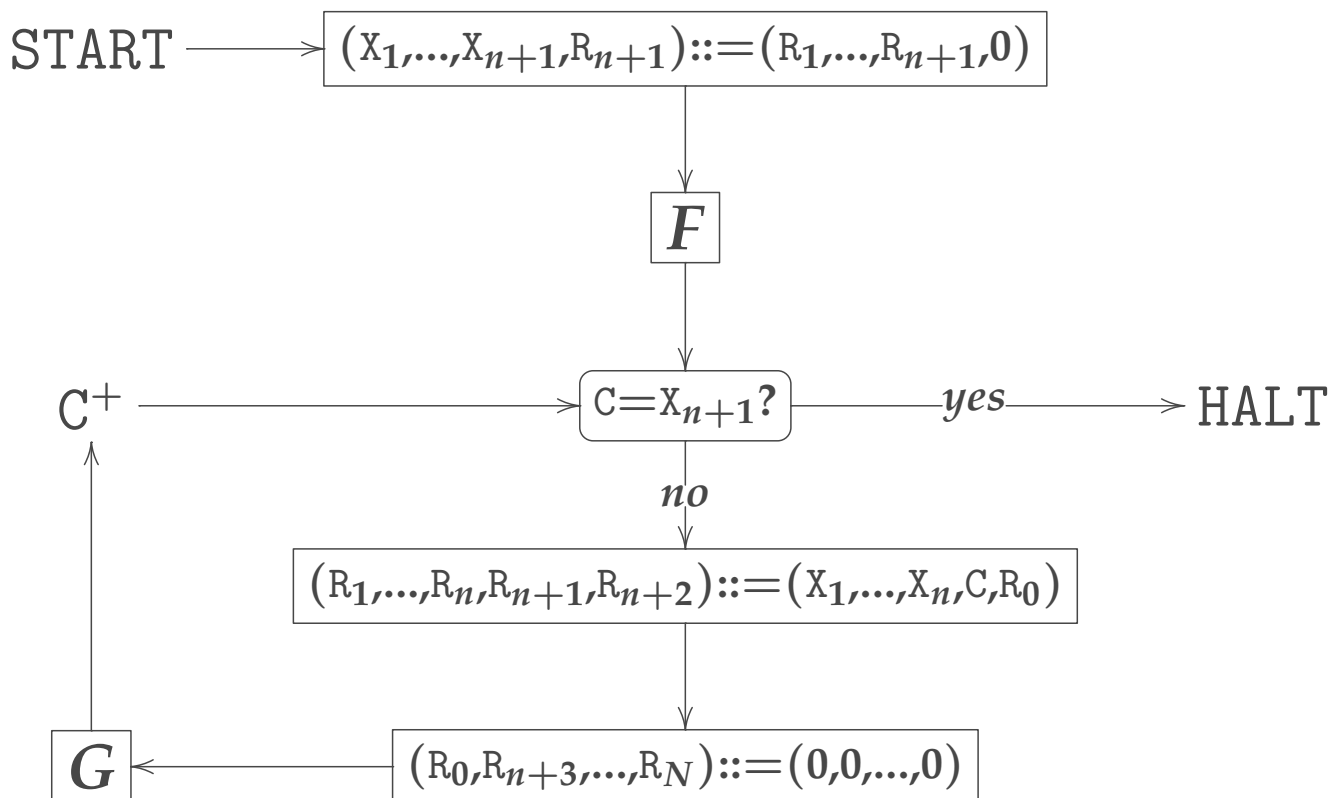 START (X₁,...,Xₙ₊₁,Rₙ₊₁)::=(R₁,...,Rₙ₊₁,0)
F
C⁺ C=Xₙ₊₁? yes HALT
no
(R₁,...,Rₙ,Rₙ₊₁,Rₙ₊₂)::=(X₁,...,Xₙ,C,R₀)
G (R₀,Rₙ₊₃,...,R_N)::=(0,0,...,0)